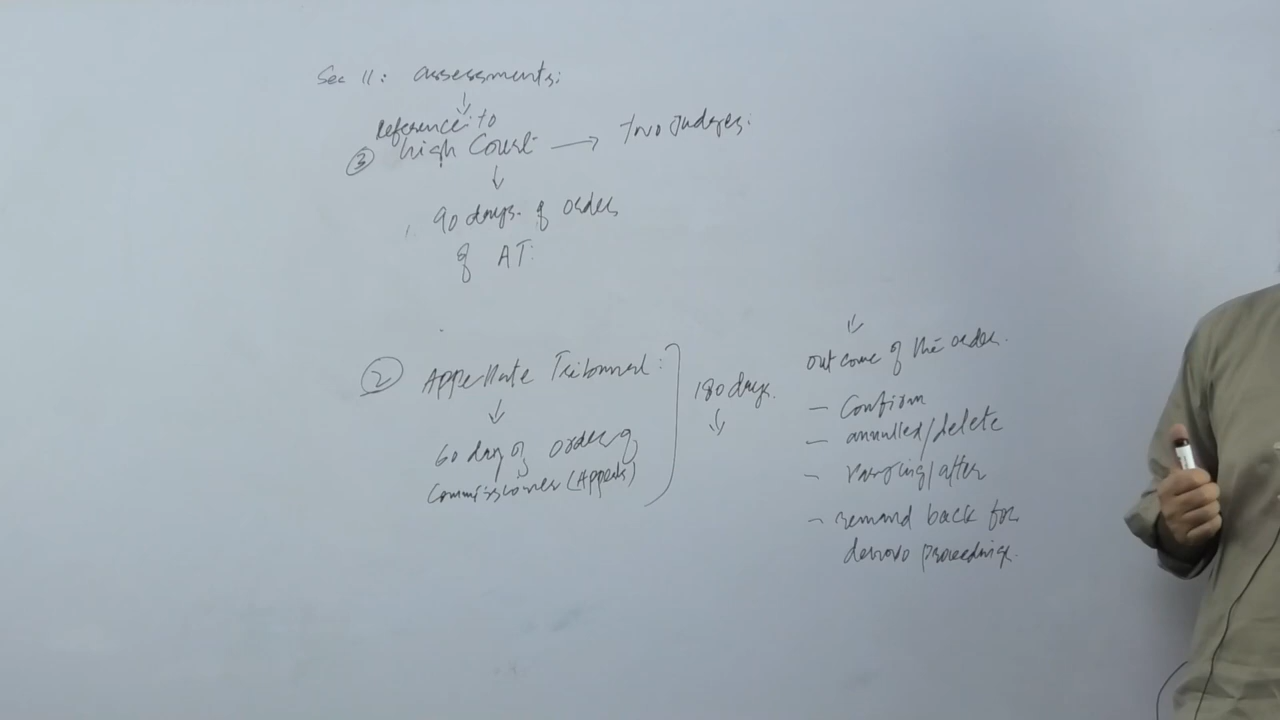 Sec 11: assessments:
Reference to
③ high Court → two Judges.
90 days of order
of AT:
② Appellate Tribunal:
60 day of order of
Commissioner (Appeals)
180 days.
outcome of the order.
- Confirm
- annulled/delete
- varying/alter
- remand back for
denovo proceedings.